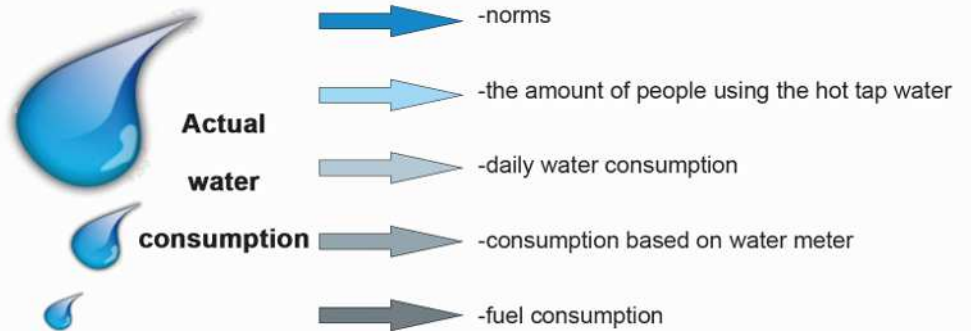 -norms
-the amount of people using the hot tap water
Actual
water
consumption
-daily water consumption
-consumption based on water meter
-fuel consumption